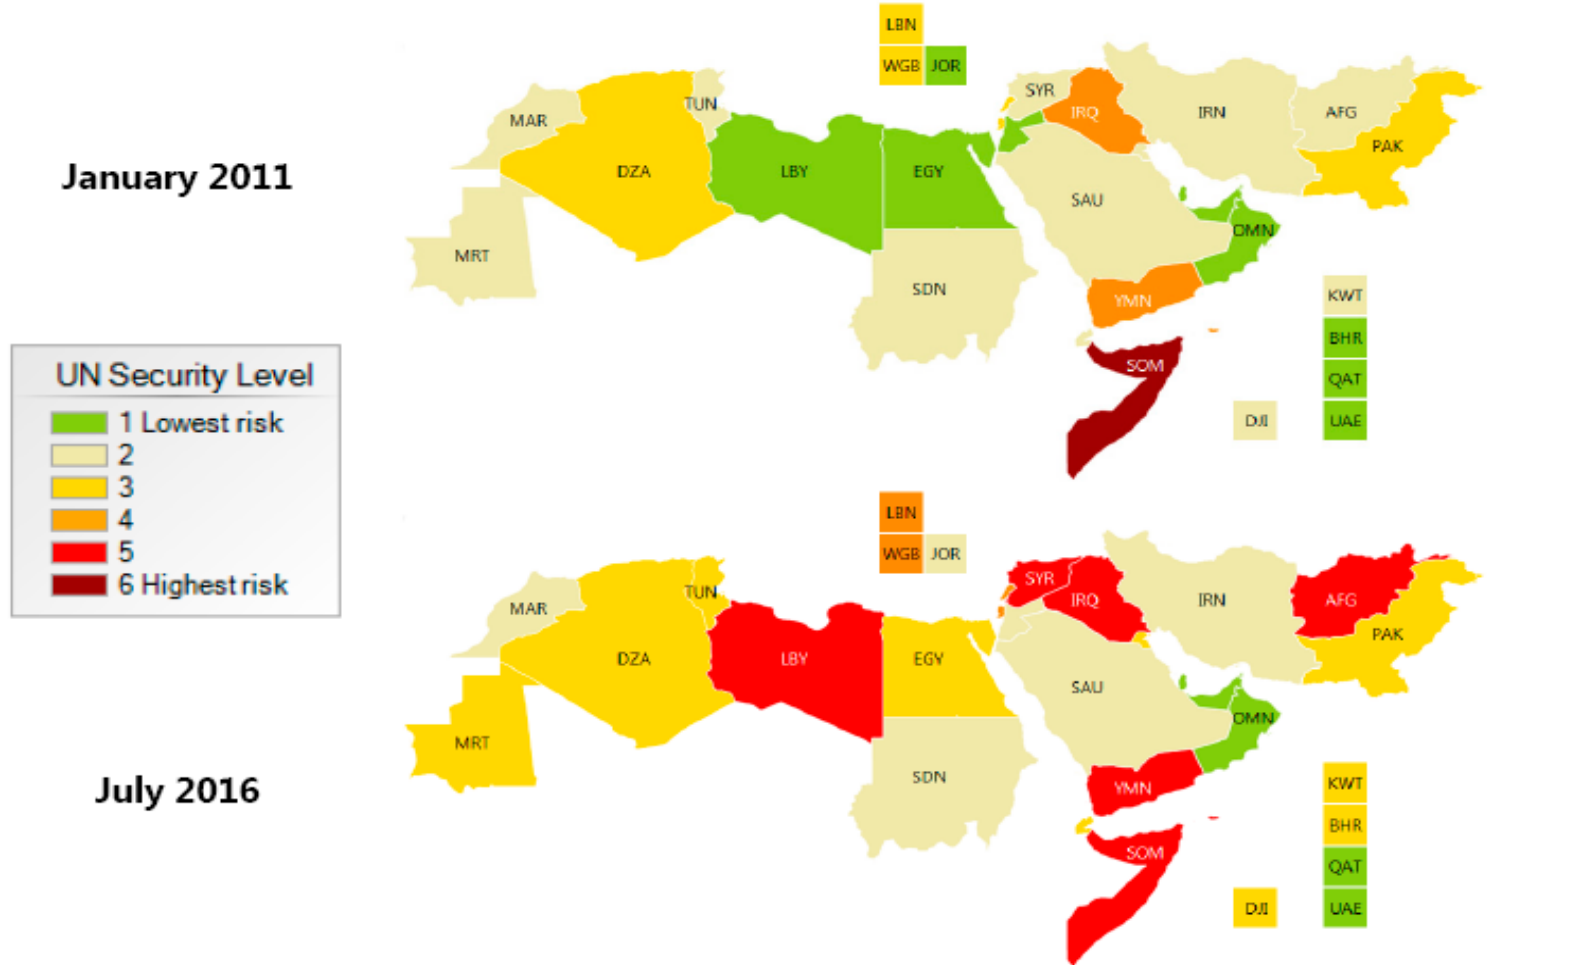 January 2011
LBN
WGB JOR
MAR
TUN
DZA
LBY
EGY
SYR
IRQ
IRN
AFG
PAK
SAU
MRT
SDN
OMN
YMN
SOM
DJI
KWT
BHR
QAT
UAE
UN Security Level
1 Lowest risk
2
3
4
5
6 Highest risk
July 2016
LBN
WGB JOR
MAR
TUN
DZA
LBY
EGY
SYR
IRQ
IRN
AFG
PAK
SAU
MRT
SDN
OMN
YMN
SOM
DJI
KWT
BHR
QAT
UAE